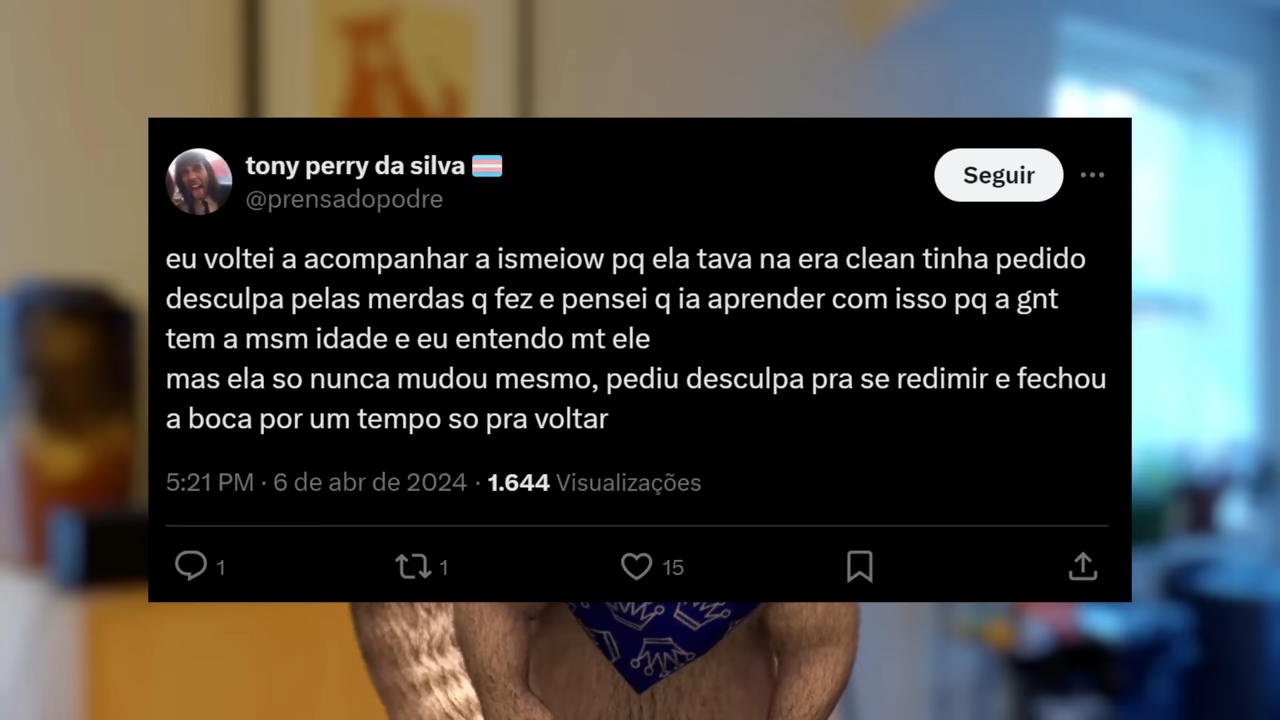 tony perry da silva
@prensadopodre
Seguir
eu voltei a acompanhar a ismeiow pq ela tava na era clean tinha pedido
desculpa pelas merdas q fez e pensei q ia aprender com isso pq a gnt
tem a msm idade e eu entendo mt ele
mas ela so nunca mudou mesmo, pediu desculpa pra se redimir e fechou
a boca por um tempo so pra voltar
5:21 PM · 6 de abr de 2024 · 1.644 Visualizações
1 1 15